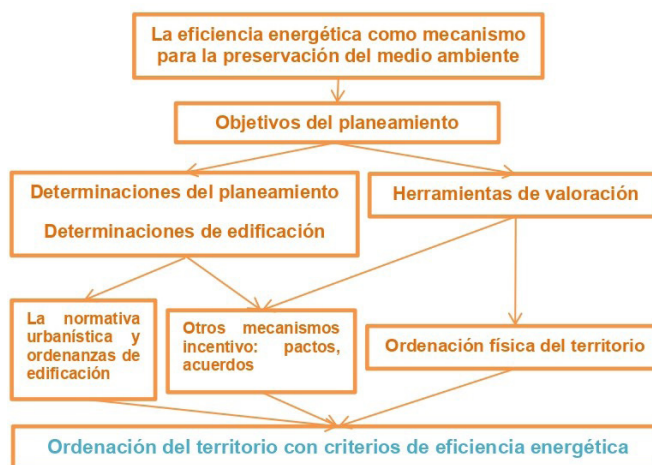 La eficiencia energética como mecanismo
para la preservación del medio ambiente
Objetivos del planeamiento
Determinaciones del planeamiento
Determinaciones de edificación
Herramientas de valoración
La normativa
urbanística y
ordenanzas de
edificación
Otros mecanismos
incentivo: pactos,
acuerdos
Ordenación física del territorio
Ordenación del territorio con criterios de eficiencia energética